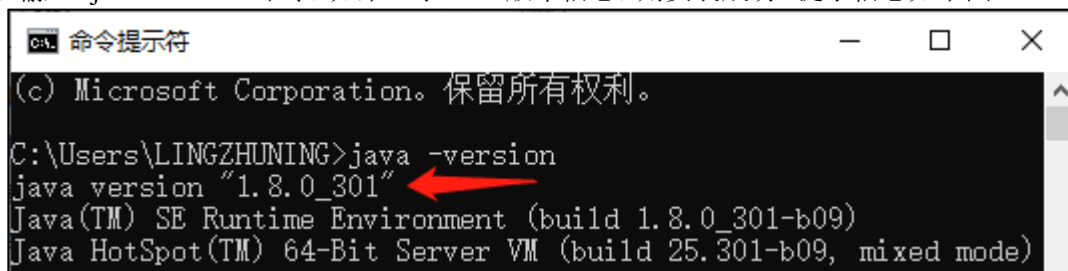 命令提示符
(c) Microsoft Corporation。保留所有权利。
C:\Users\LINGZHUNING>java -version
java version "1.8.0_301"
Java(TM) SE Runtime Environment (build 1.8.0_301-b09)
Java HotSpot(TM) 64-Bit Server VM (build 25.301-b09, mixed mode)